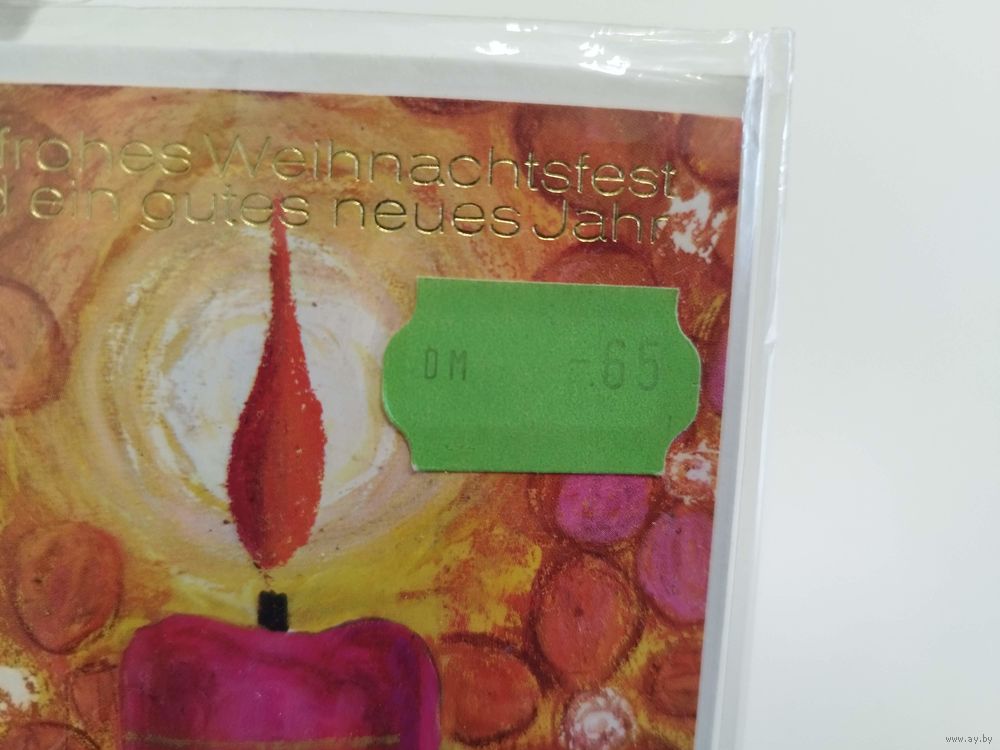 frohes Weihnachtsfest
d ein gutes neues Jahr
DM -.65
www.ay.by